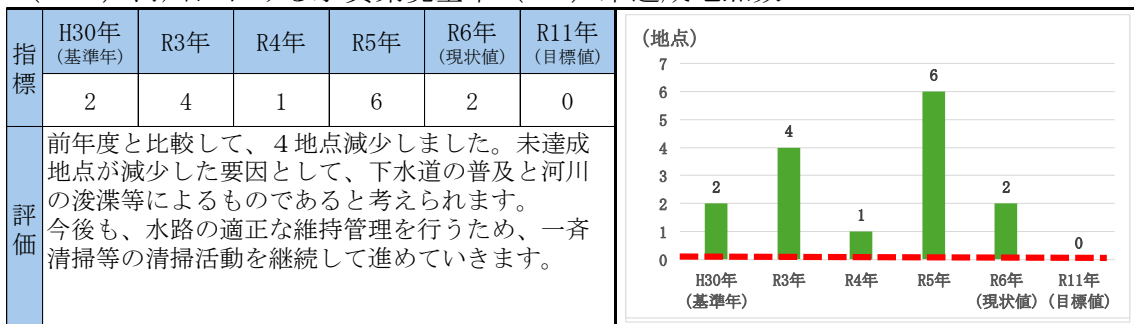 指標
H30年 R3年 R4年 R5年 R6年 R11年
(基準年) (現状値) (目標値)
2 4 1 6 2 0
評価
前年度と比較して、４地点減少しました。未達成
地点が減少した要因として、下水道の普及と河川
の浚渫等によるものであると考えられます。
今後も、水路の適正な維持管理を行うため、一斉
清掃等の清掃活動を継続して進めていきます。
(地点)
7
6
5
4
3
2
1
0
2 4 1 6 2 0
H30年 R3年 R4年 R5年 R6年 R11年
(基準年) (現状値) (目標値)